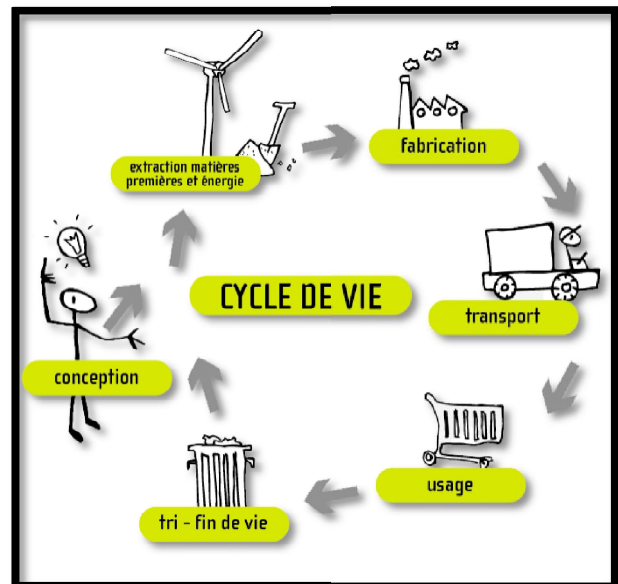 extraction matières
premières et énergie
fabrication
CYCLE DE VIE
transport
conception
usage
tri - fin de vie